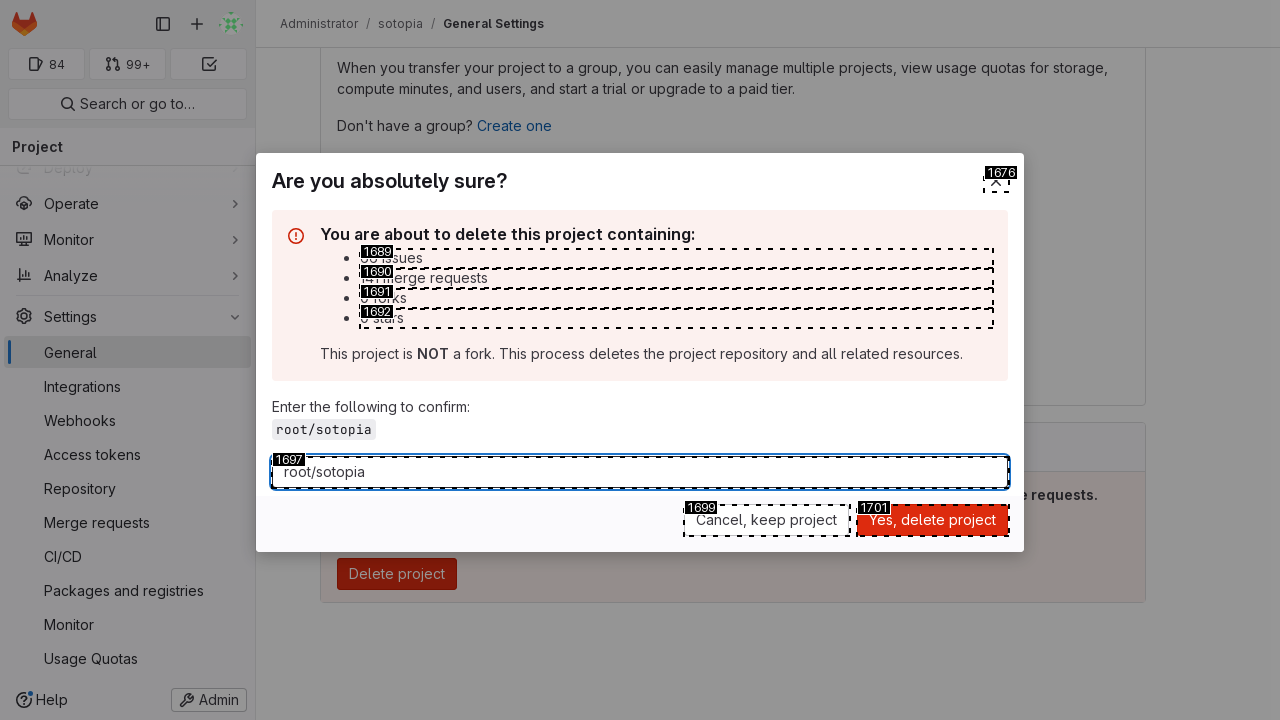 Administrator / sotopia / General Settings
84
99+
Search or go to…
Project
Deploy
Operate
Monitor
Analyze
Settings
General
Integrations
Webhooks
Access tokens
Repository
Merge requests
CI/CD
Packages and registries
Monitor
Usage Quotas
Help
Admin
When you transfer your project to a group, you can easily manage multiple projects, view usage quotas for storage,
compute minutes, and users, and start a trial or upgrade to a paid tier.
Don't have a group? Create one
Are you absolutely sure?
1676
You are about to delete this project containing:
1689
issues
1690
141 merge requests
1691
forks
1692
stars
This project is NOT a fork. This process deletes the project repository and all related resources.
Enter the following to confirm:
root/sotopia
1697
root/sotopia
1699
Cancel, keep project
1701
Yes, delete project
e requests.
Delete project